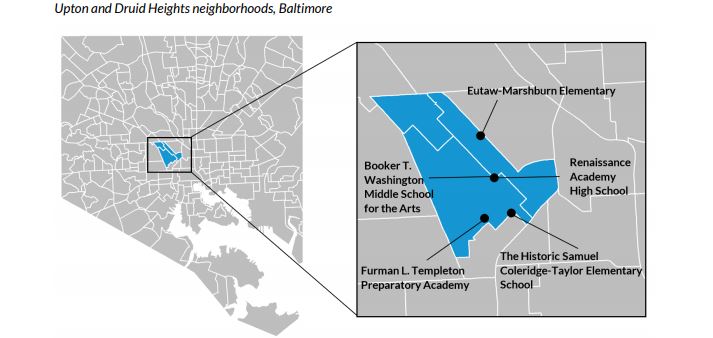 Upton and Druid Heights neighborhoods, Baltimore
Eutaw-Marshburn Elementary
Booker T.
Washington
Middle School
for the Arts
Renaissance
Academy
High School
Furman L. Templeton
Preparatory Academy
The Historic Samuel
Coleridge-Taylor Elementary
School